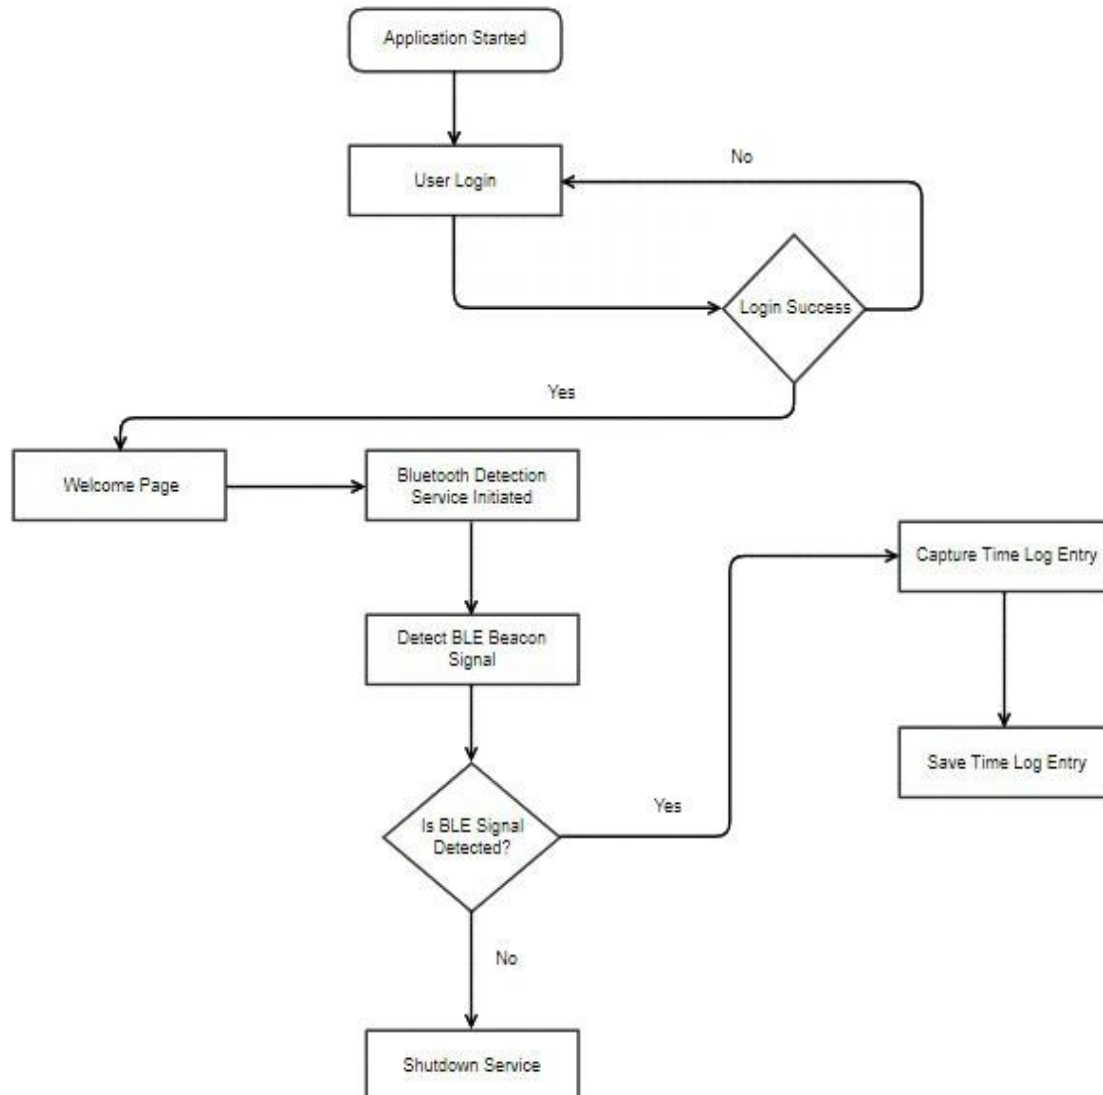 Application Started
User Login
No
Login Success
Yes
Welcome Page
Bluetooth Detection
Service Initiated
Capture Time Log Entry
Detect BLE Beacon
Signal
Save Time Log Entry
Is BLE Signal
Detected?
Yes
No
Shutdown Service